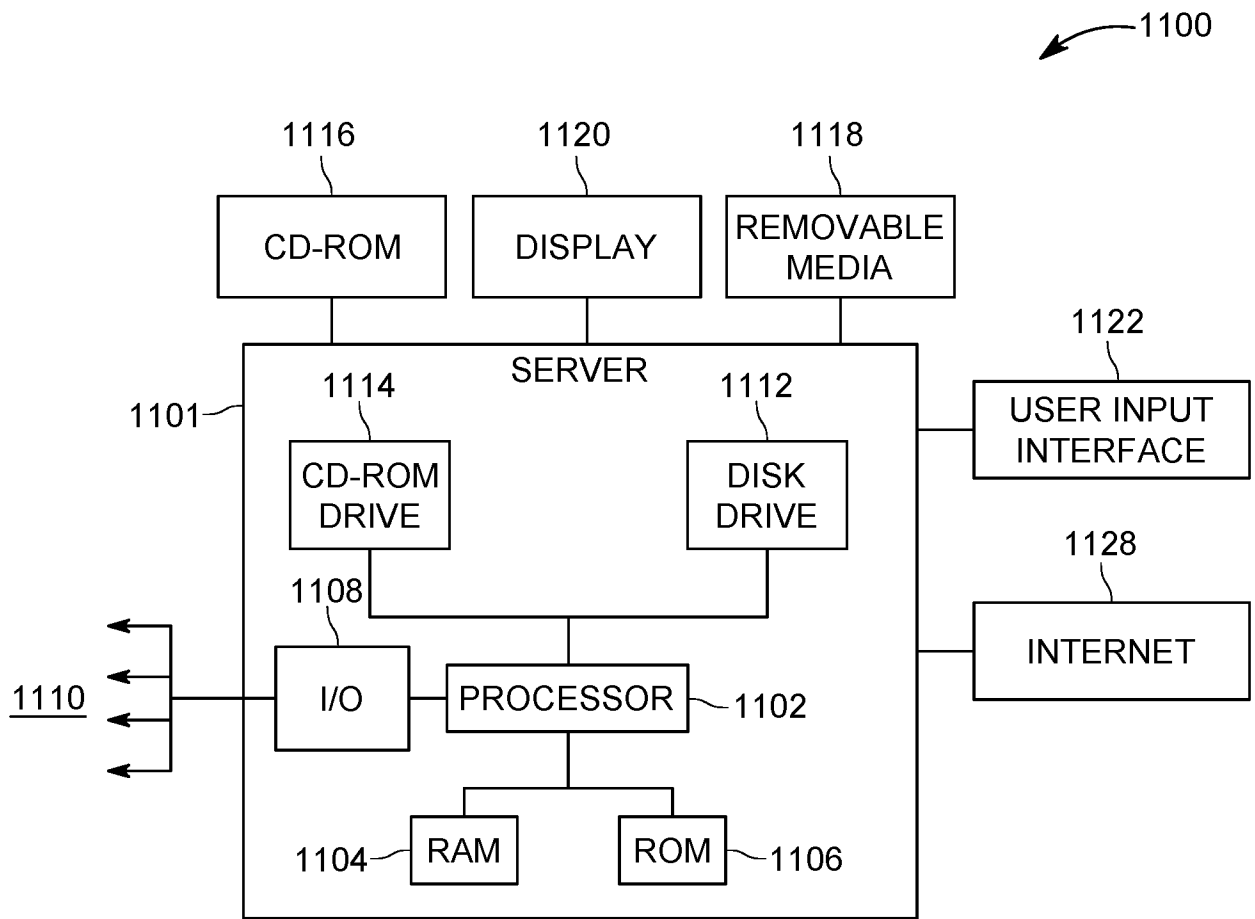 1100
1116
1120
1118
CD-ROM
DISPLAY
REMOVABLE
MEDIA
1122
SERVER
1101
1114
1112
USER INPUT
INTERFACE
CD-ROM
DRIVE
DISK
DRIVE
1128
1108
INTERNET
1110
I/O
PROCESSOR
1102
1104
RAM
ROM
1106